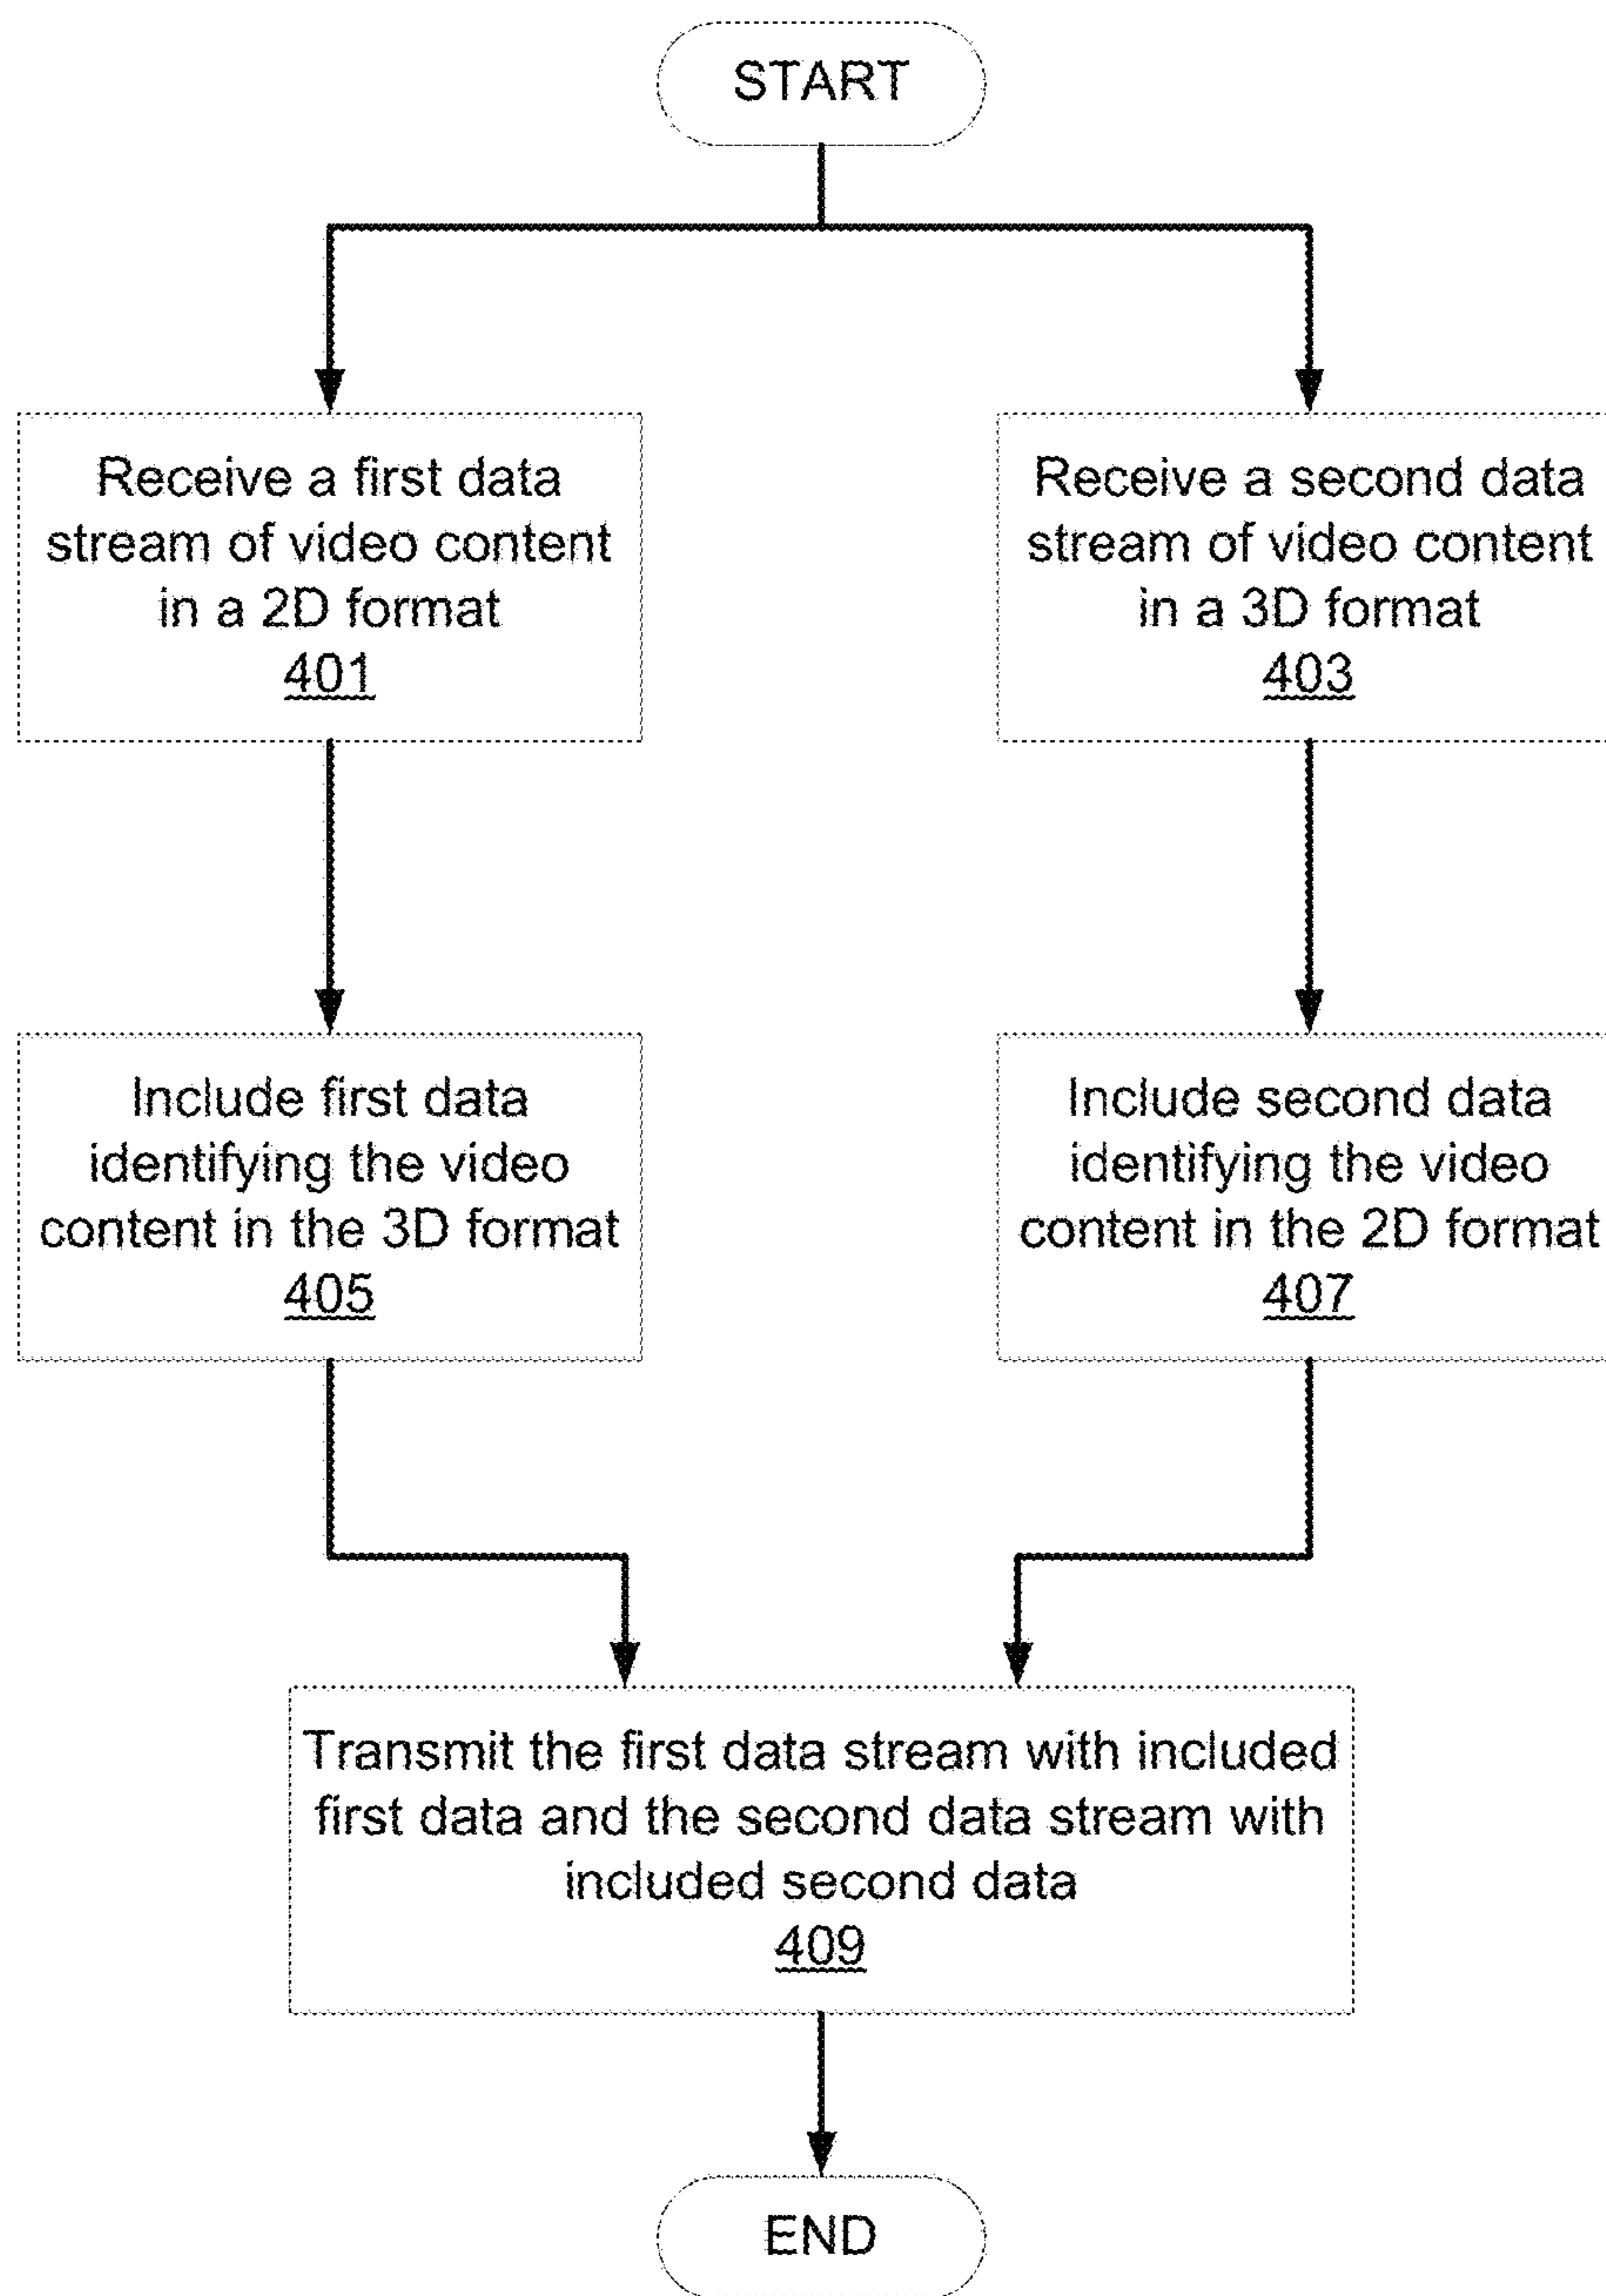 START
Receive a first data
stream of video content
in a 2D format
401
Receive a second data
stream of video content
in a 3D format
403
Include first data
identifying the video
content in the 3D format
405
Include second data
identifying the video
content in the 2D format
407
Transmit the first data stream with included
first data and the second data stream with
included second data
409
END